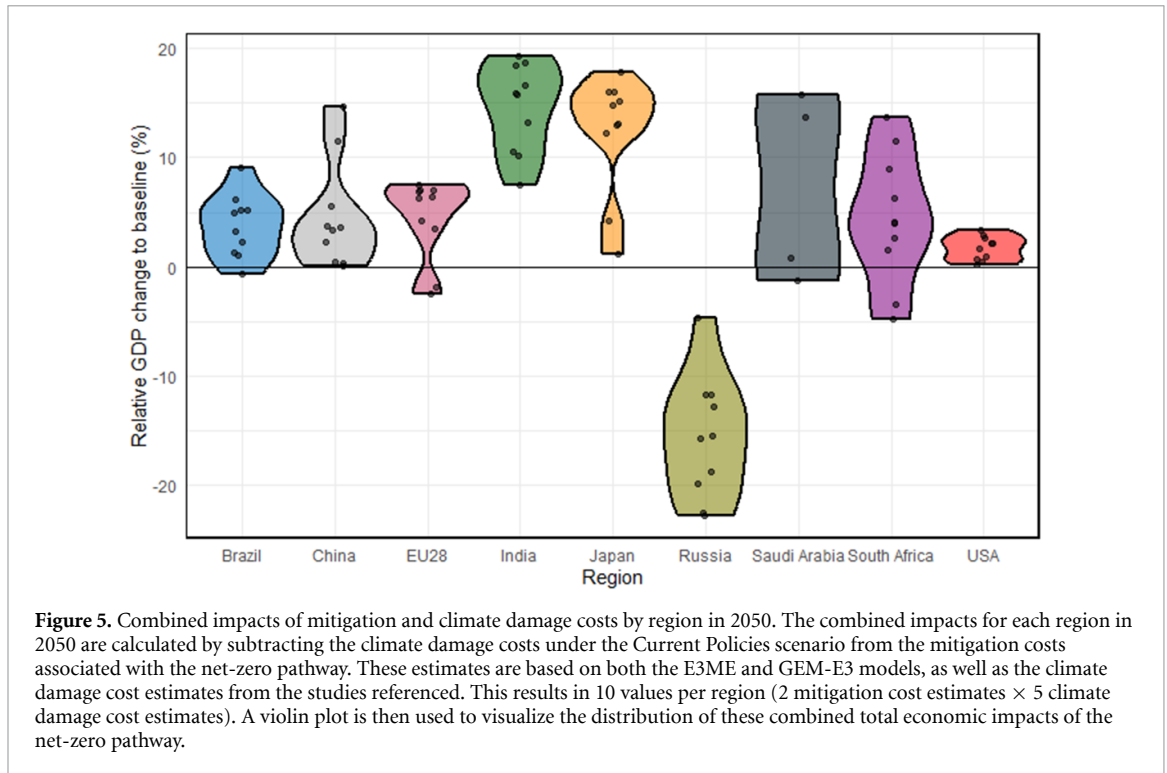 20
10
0
-10
-20
Relative GDP change to baseline (%)
Brazil China EU28 India Japan Russia Saudi Arabia South Africa USA
Region
Figure 5. Combined impacts of mitigation and climate damage costs by region in 2050. The combined impacts for each region in
2050 are calculated by subtracting the climate damage costs under the Current Policies scenario from the mitigation costs
associated with the net-zero pathway. These estimates are based on both the E3ME and GEM-E3 models, as well as the climate
damage cost estimates from the studies referenced. This results in 10 values per region (2 mitigation cost estimates × 5 climate
damage cost estimates). A violin plot is then used to visualize the distribution of these combined total economic impacts of the
net-zero pathway.